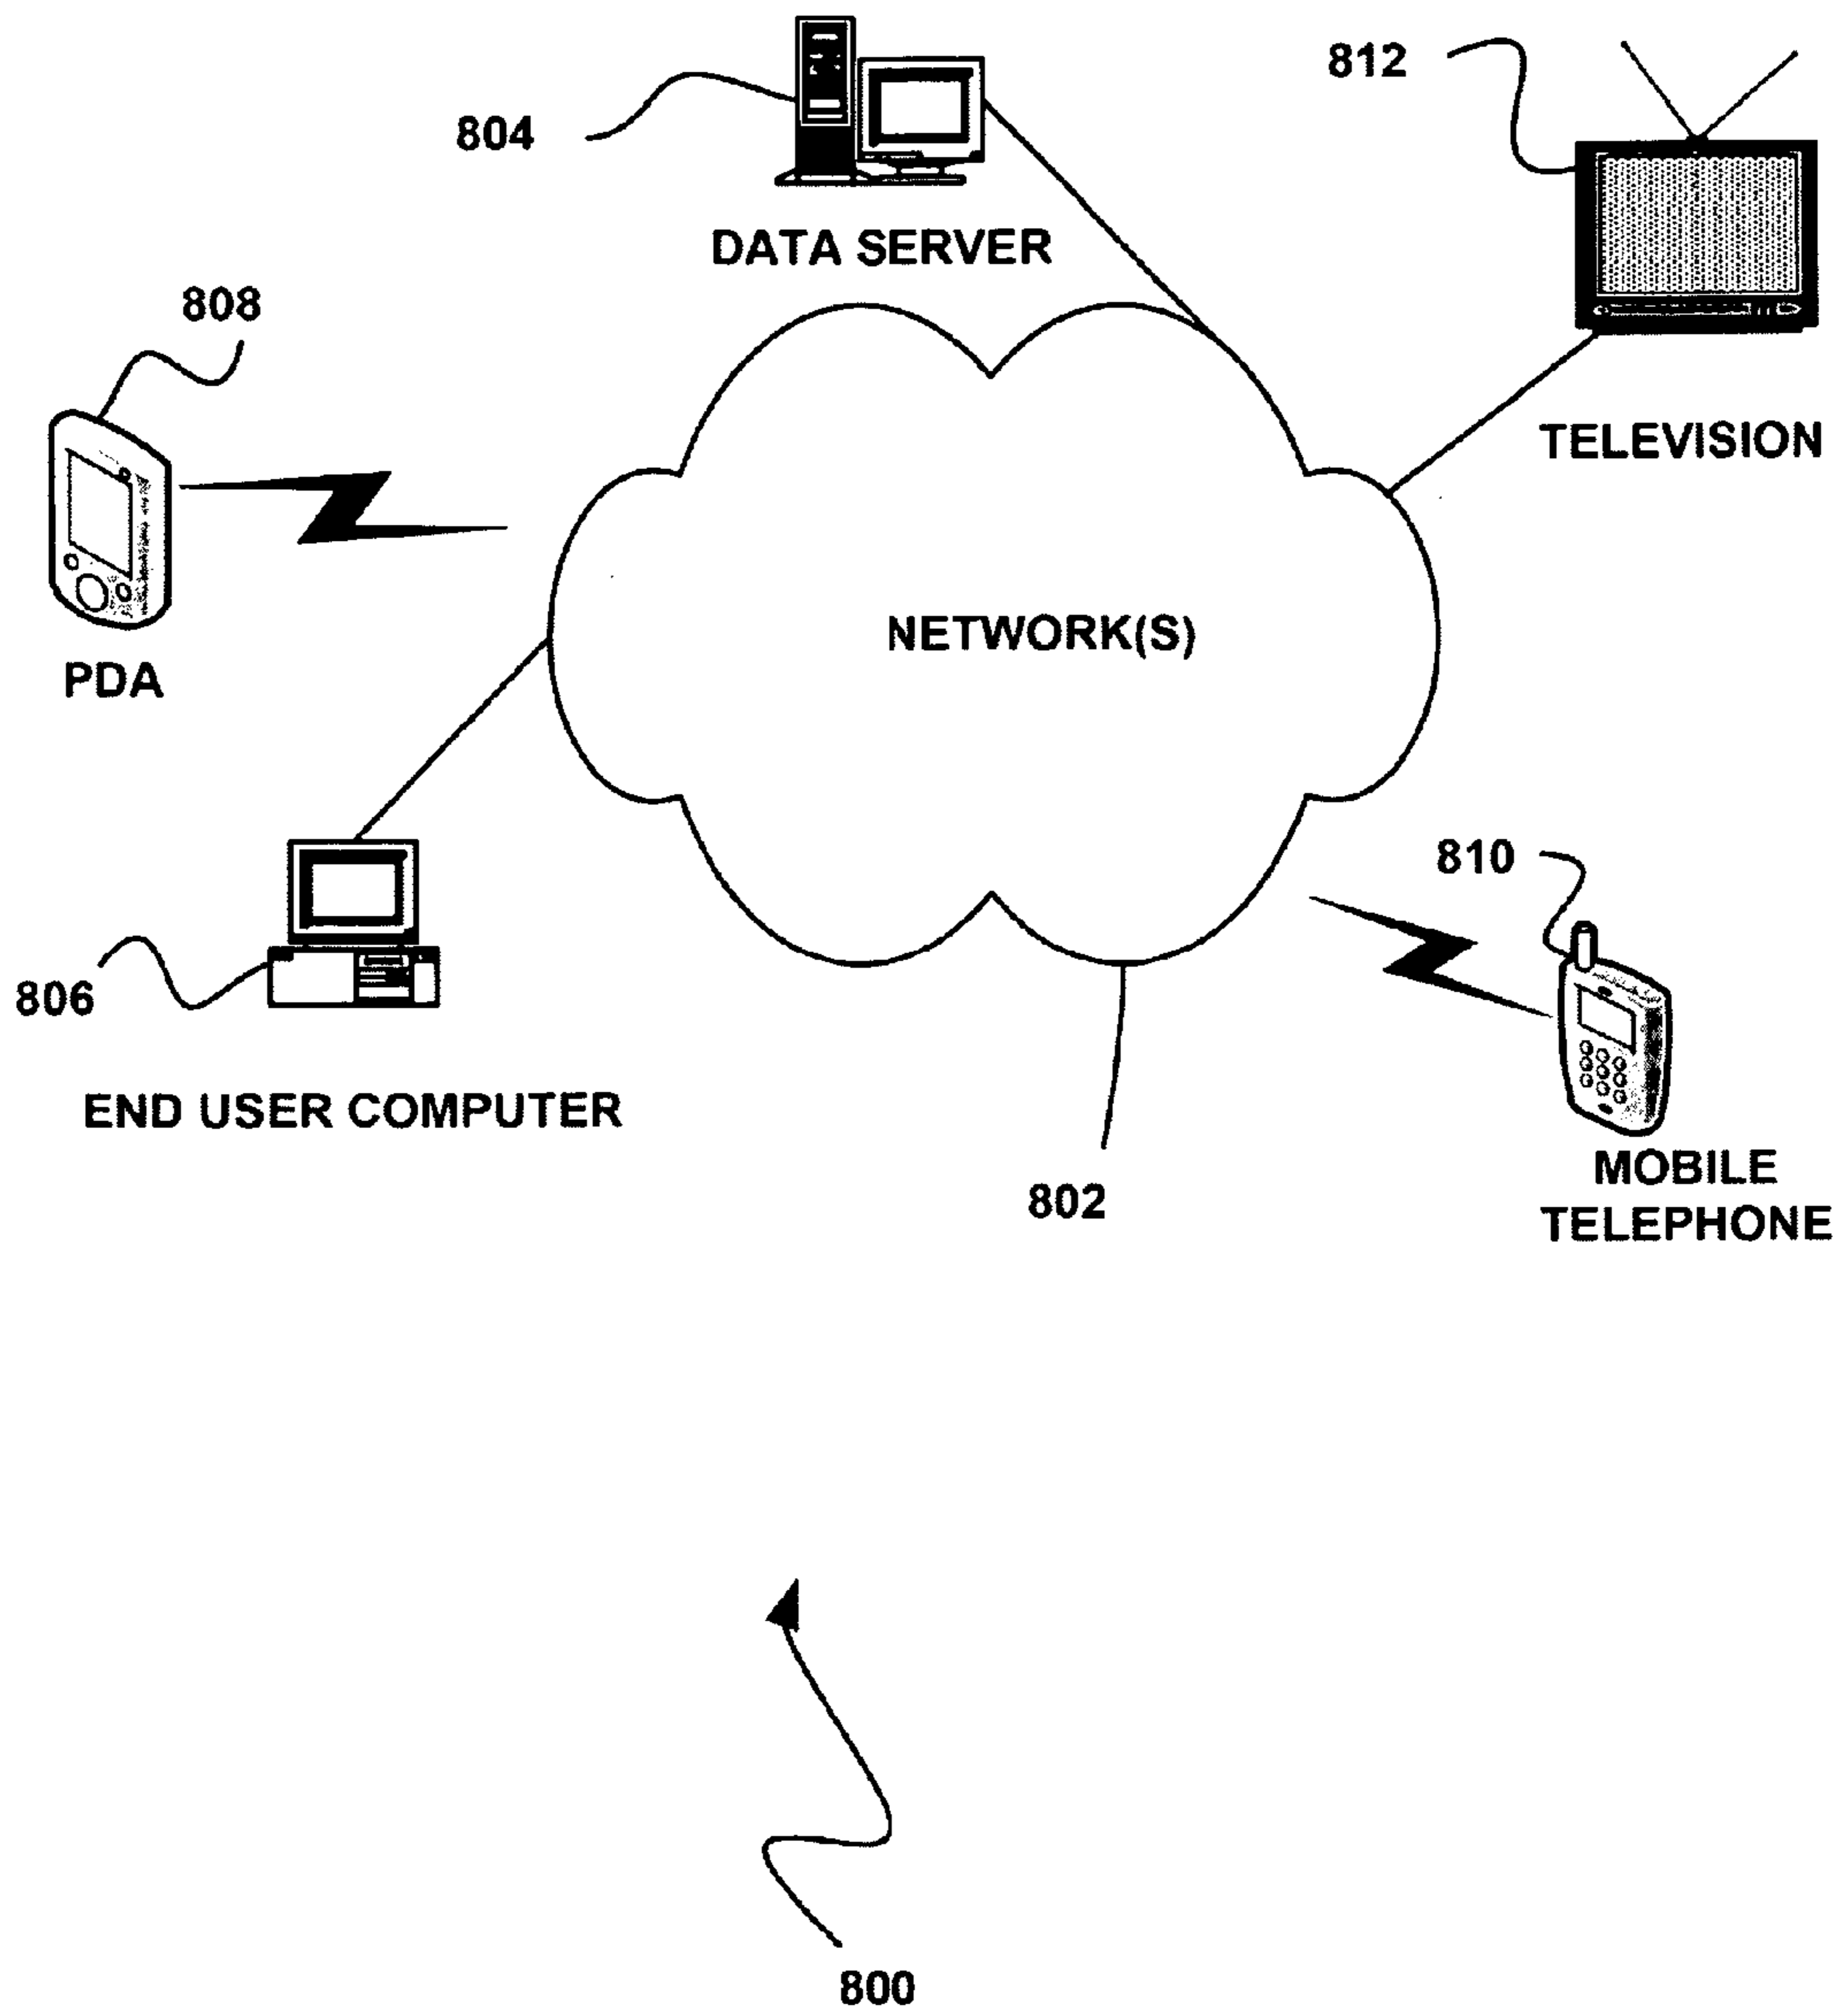 812
804
DATA SERVER
808
TELEVISION
NETWORK(S)
PDA
810
806
END USER COMPUTER
MOBILE
TELEPHONE
802
800